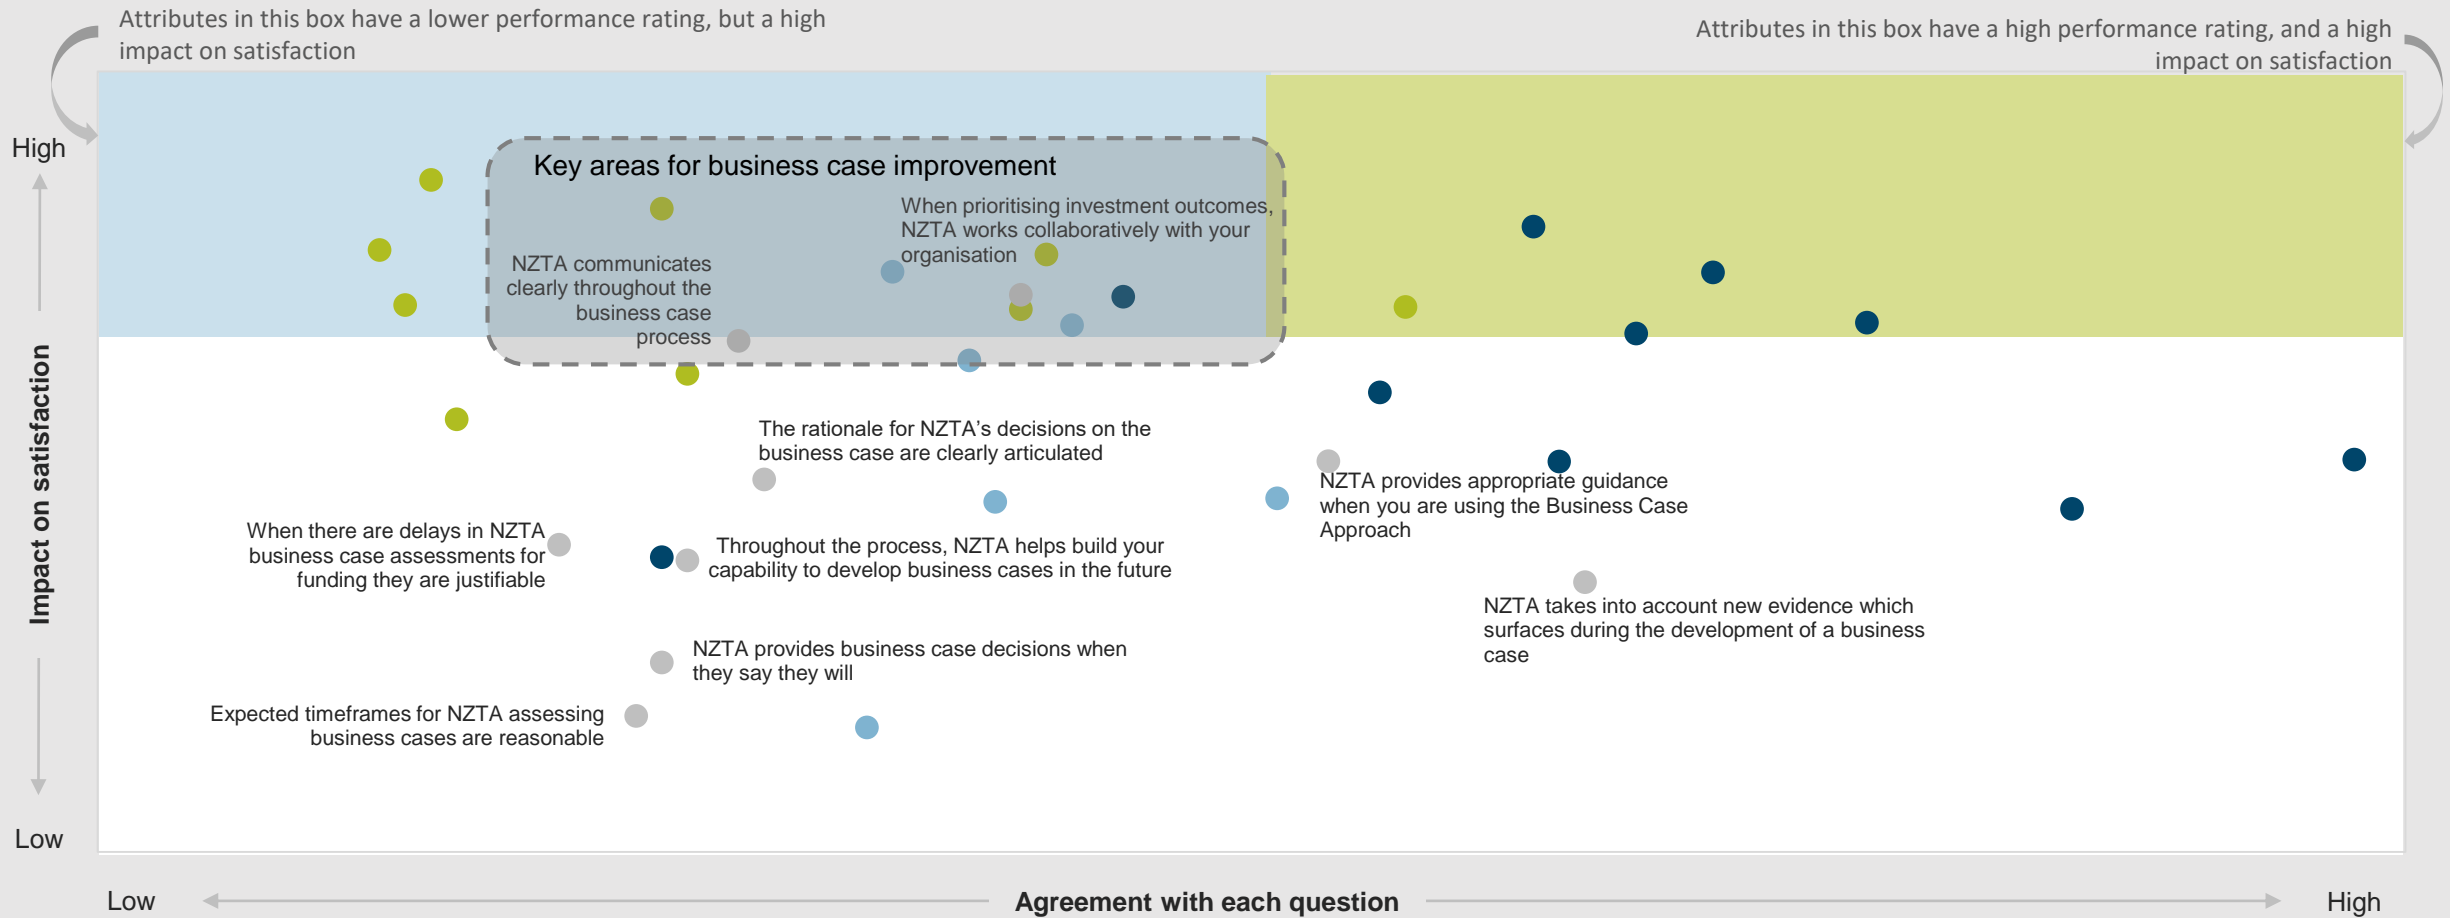 Attributes in this box have a lower performance rating, but a high
impact on satisfaction
Attributes in this box have a high performance rating, and a high
impact on satisfaction
High
Key areas for business case improvement
When prioritising investment outcomes,
NZTA works collaboratively with your
organisation
NZTA communicates
clearly throughout the
business case
process
Impact on satisfaction
The rationale for NZTA’s decisions on the
business case are clearly articulated
NZTA provides appropriate guidance
when you are using the Business Case
Approach
When there are delays in NZTA
business case assessments for
funding they are justifiable
Throughout the process, NZTA helps build your
capability to develop business cases in the future
NZTA takes into account new evidence which
surfaces during the development of a business
case
NZTA provides business case decisions when
they say they will
Expected timeframes for NZTA assessing
business cases are reasonable
Low
Low
Agreement with each question
High